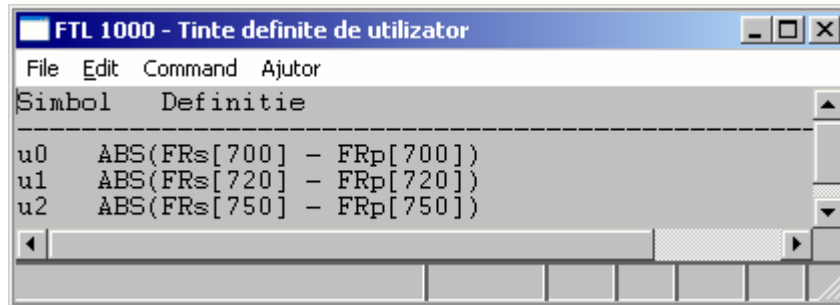 FTL 1000 - Tinte definite de utilizator
File Edit Command Ajutor
Simbol Definitie
--------------------------------------------------------------
u0 ABS(FRs[700] - FRp[700])
u1 ABS(FRs[720] - FRp[720])
u2 ABS(FRs[750] - FRp[750])